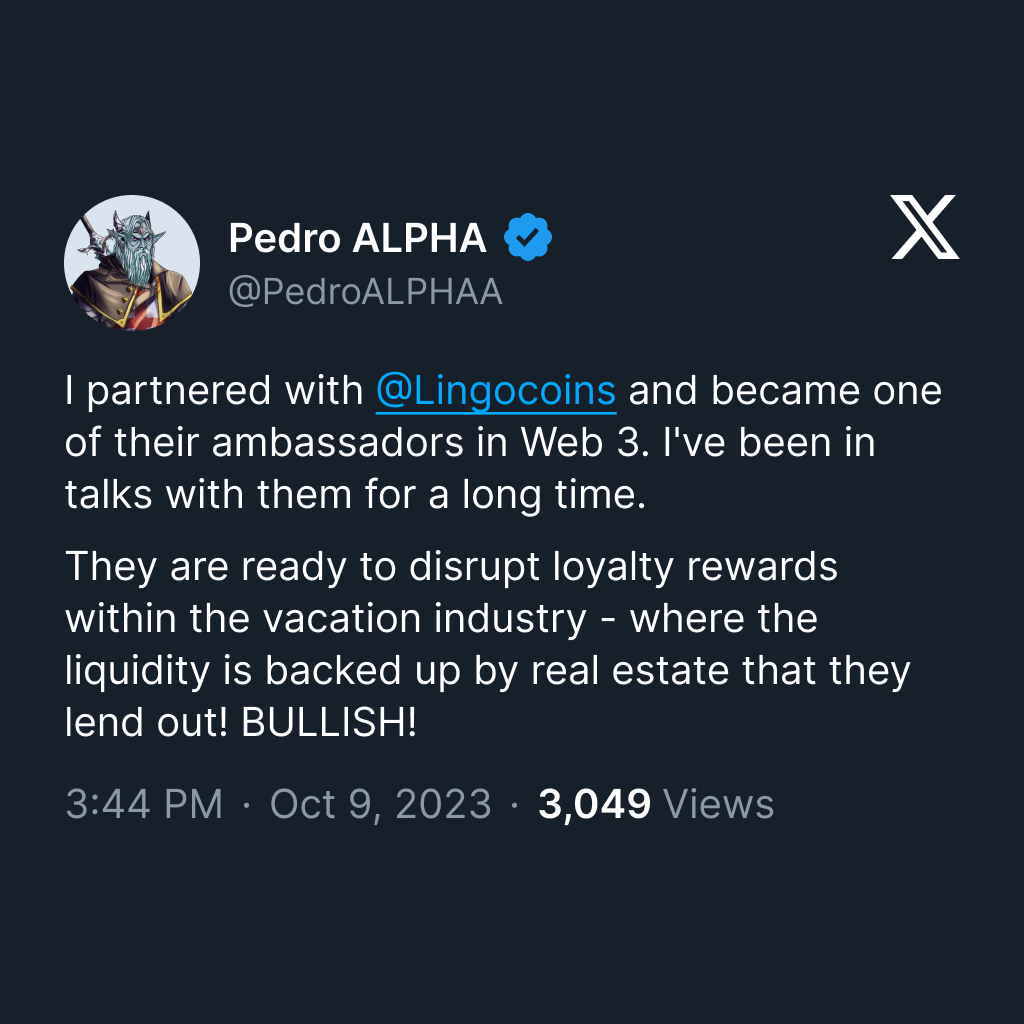 Pedro ALPHA
@PedroALPHAA
I partnered with @Lingocoins and became one
of their ambassadors in Web 3. I've been in
talks with them for a long time.
They are ready to disrupt loyalty rewards
within the vacation industry - where the
liquidity is backed up by real estate that they
lend out! BULLISH!
3:44 PM · Oct 9, 2023 · 3,049 Views